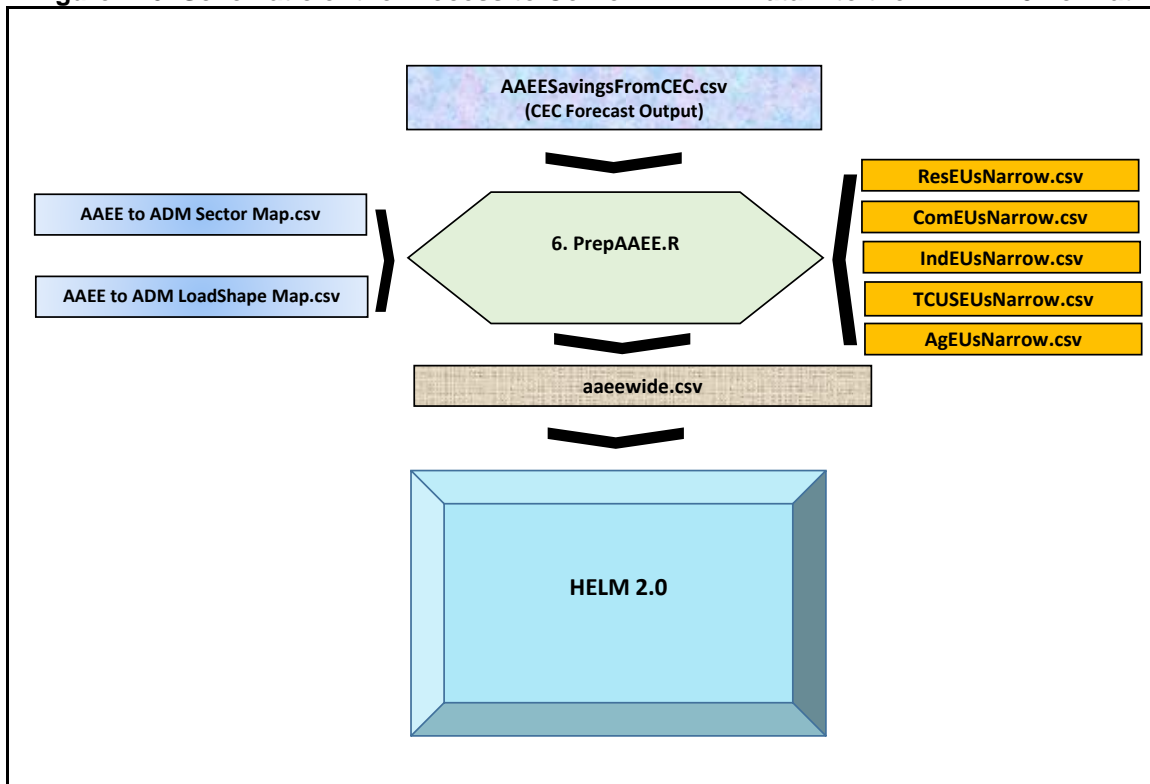 AAEESavingsFromCEC.csv
(CEC Forecast Output)
ResEUsNarrow.csv
AAEE to ADM Sector Map.csv
ComEUsNarrow.csv
6. PrepAAEE.R
IndEUsNarrow.csv
AAEE to ADM LoadShape Map.csv
TCUSEUsNarrow.csv
AgEUsNarrow.csv
aaeewide.csv
HELM 2.0